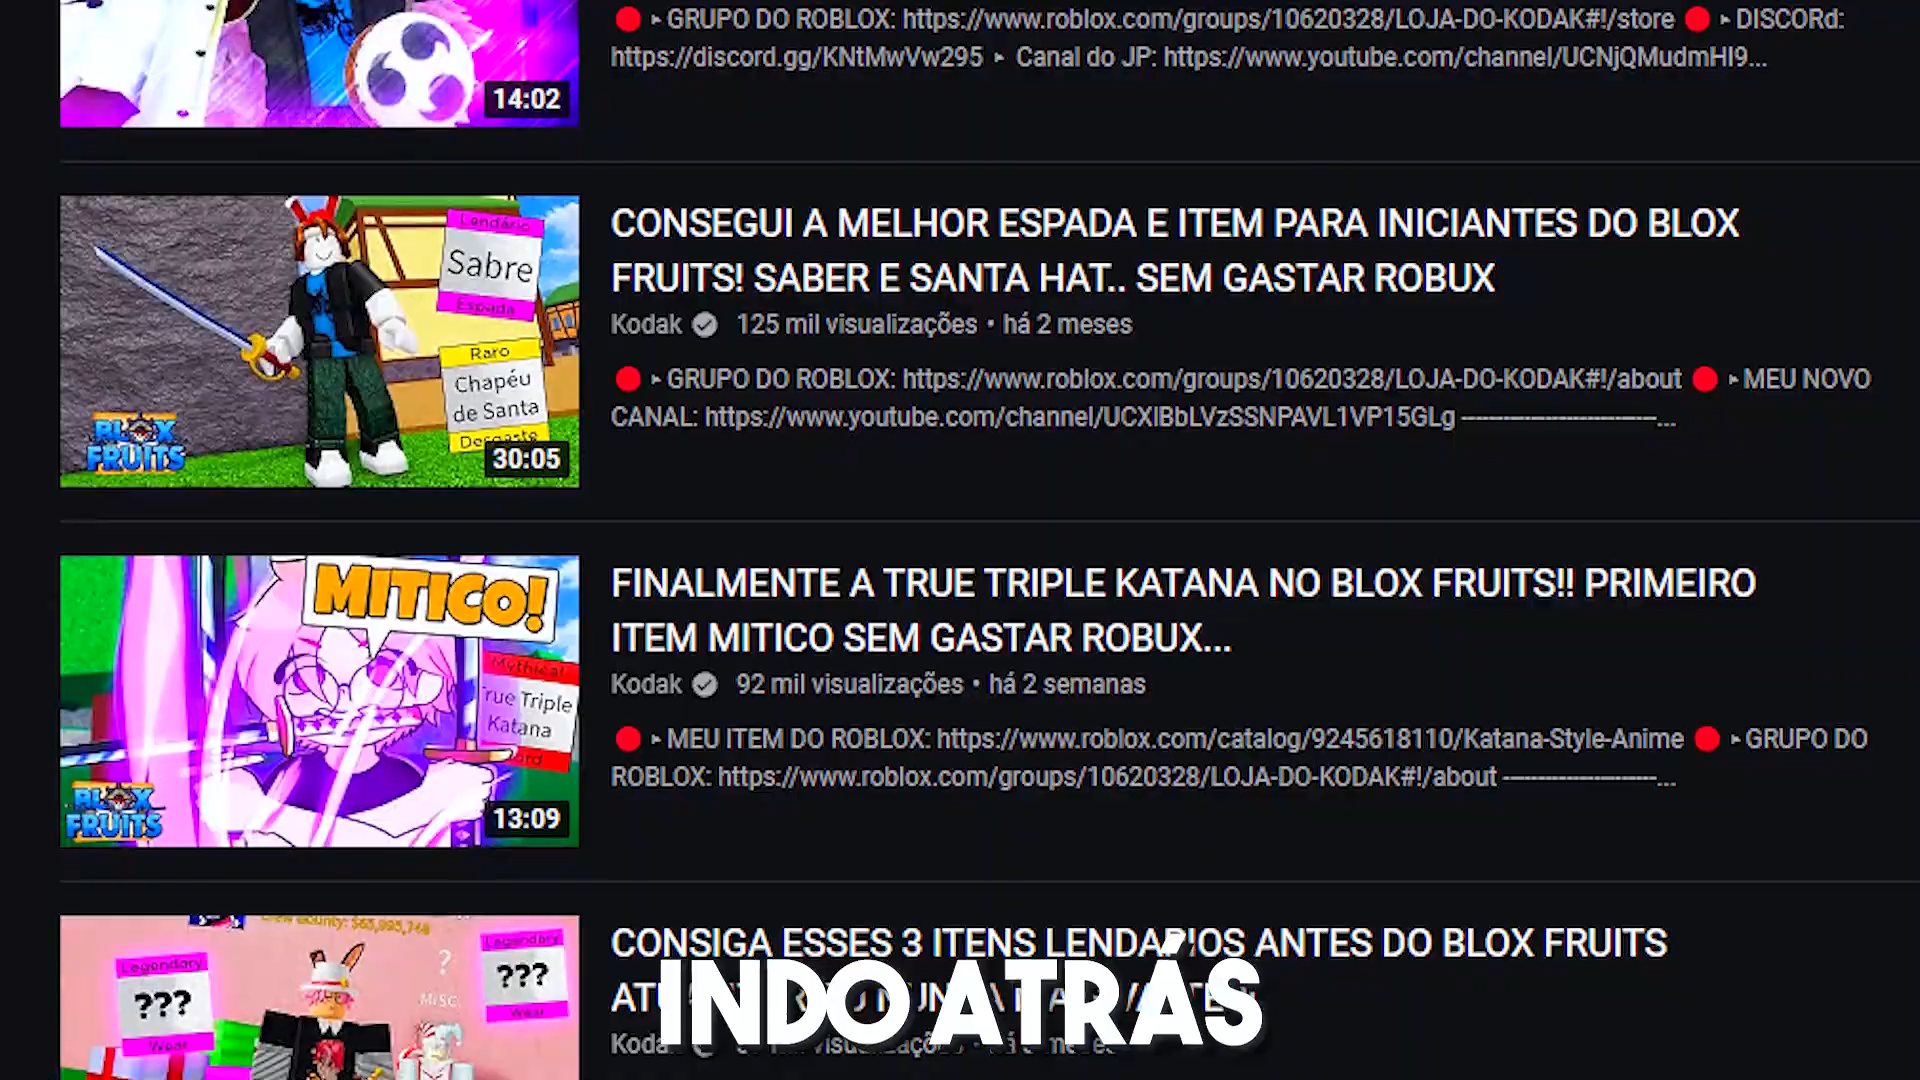 🔴 ▸ GRUPO DO ROBLOX: https://www.roblox.com/groups/10620328/LOJA-DO-KODAK#!/store 🔴 ▸ DISCORd:
https://discord.gg/KNtMwVw295 ▸ Canal do JP: https://www.youtube.com/channel/UCNjQMudmHI9...
14:02
CONSEGUI A MELHOR ESPADA E ITEM PARA INICIANTES DO BLOX
FRUITS! SABER E SANTA HAT.. SEM GASTAR ROBUX
Kodak 125 mil visualizações • há 2 meses
🔴 ▸ GRUPO DO ROBLOX: https://www.roblox.com/groups/10620328/LOJA-DO-KODAK#!/about 🔴 ▸ MEU NOVO
CANAL: https://www.youtube.com/channel/UCXIBbLVzSSNPAVL1VP15GLg -----------------------------...
Lendário
Sabre
Espada
Raro
Chapéu
de Santa
Desgaste
BLOX
FRUITS
30:05
FINALMENTE A TRUE TRIPLE KATANA NO BLOX FRUITS!! PRIMEIRO
ITEM MITICO SEM GASTAR ROBUX...
Kodak 92 mil visualizações • há 2 semanas
🔴 ▸ MEU ITEM DO ROBLOX: https://www.roblox.com/catalog/9245618110/Katana-Style-Anime 🔴 ▸ GRUPO DO
ROBLOX: https://www.roblox.com/groups/10620328/LOJA-DO-KODAK#!/about -----------------------...
MITICO!
Mythical
True Triple
Katana
BLOX
FRUITS
13:09
CONSIGA ESSES 3 ITENS LENDARIOS ANTES DO BLOX FRUITS
Kodak
Legendary
???
Wear
?
MISC
Legendary
???
Wear
INDO ATRÁS